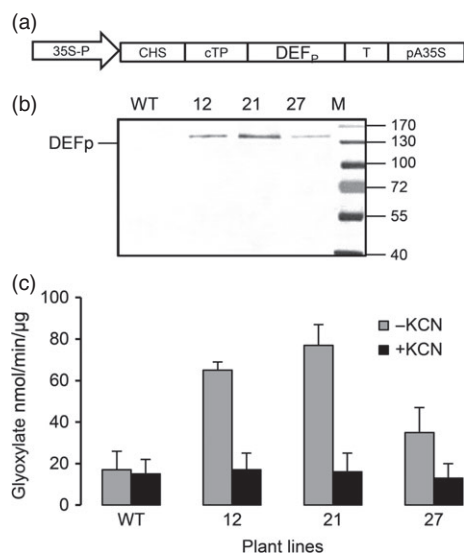 (a)
35S-P CHS cTP DEFP T pA35S
(b)
WT 12 21 27 M
DEFp
170
130
100
72
55
40
(c)
Glyoxylate nmol/min/µg
100
80
60
40
20
0
–KCN
+KCN
WT 12 21 27
Plant lines